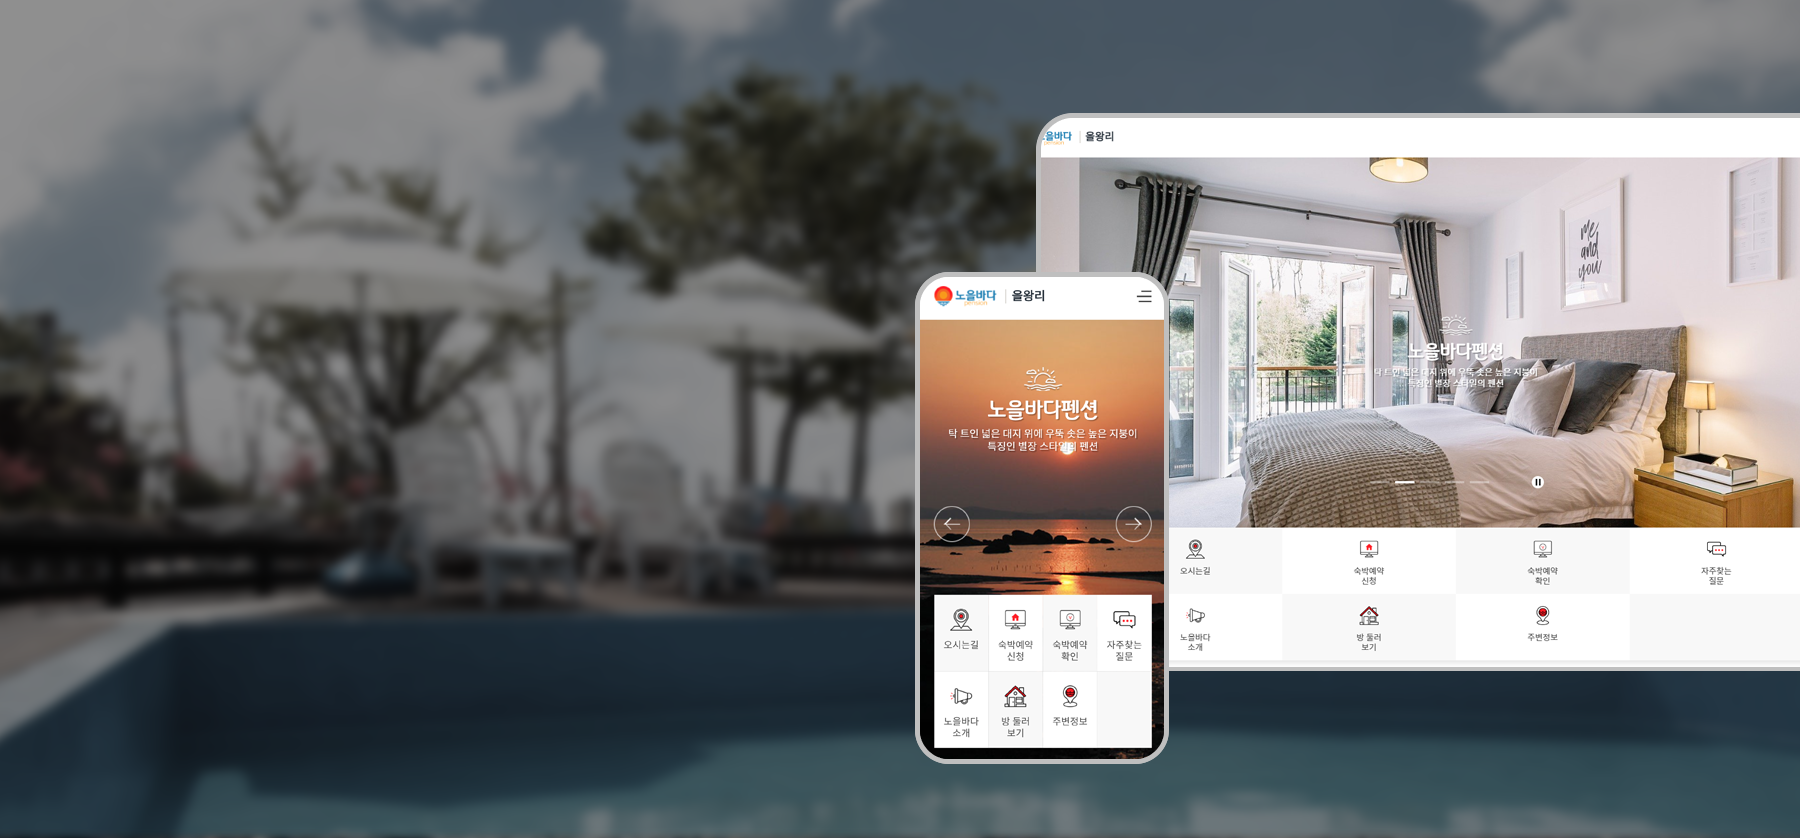 을바다 | 을왕리
me
and
you
노을바다펜션
탁 트인 넓은 대지 위에 우뚝 솟은 높은 지붕이
특징인 별장 스타일의 펜션
오시는길
숙박예약
신청
숙박예약
확인
자주찾는
질문
노을바다
소개
방 둘러
보기
주변정보
노을바다 | 을왕리
pension
노을바다펜션
탁 트인 넓은 대지 위에 우뚝 솟은 높은 지붕이
특징인 별장 스타일의 펜션
오시는길
숙박예약
신청
숙박예약
확인
자주찾는
질문
노을바다
소개
방 둘러
보기
주변정보